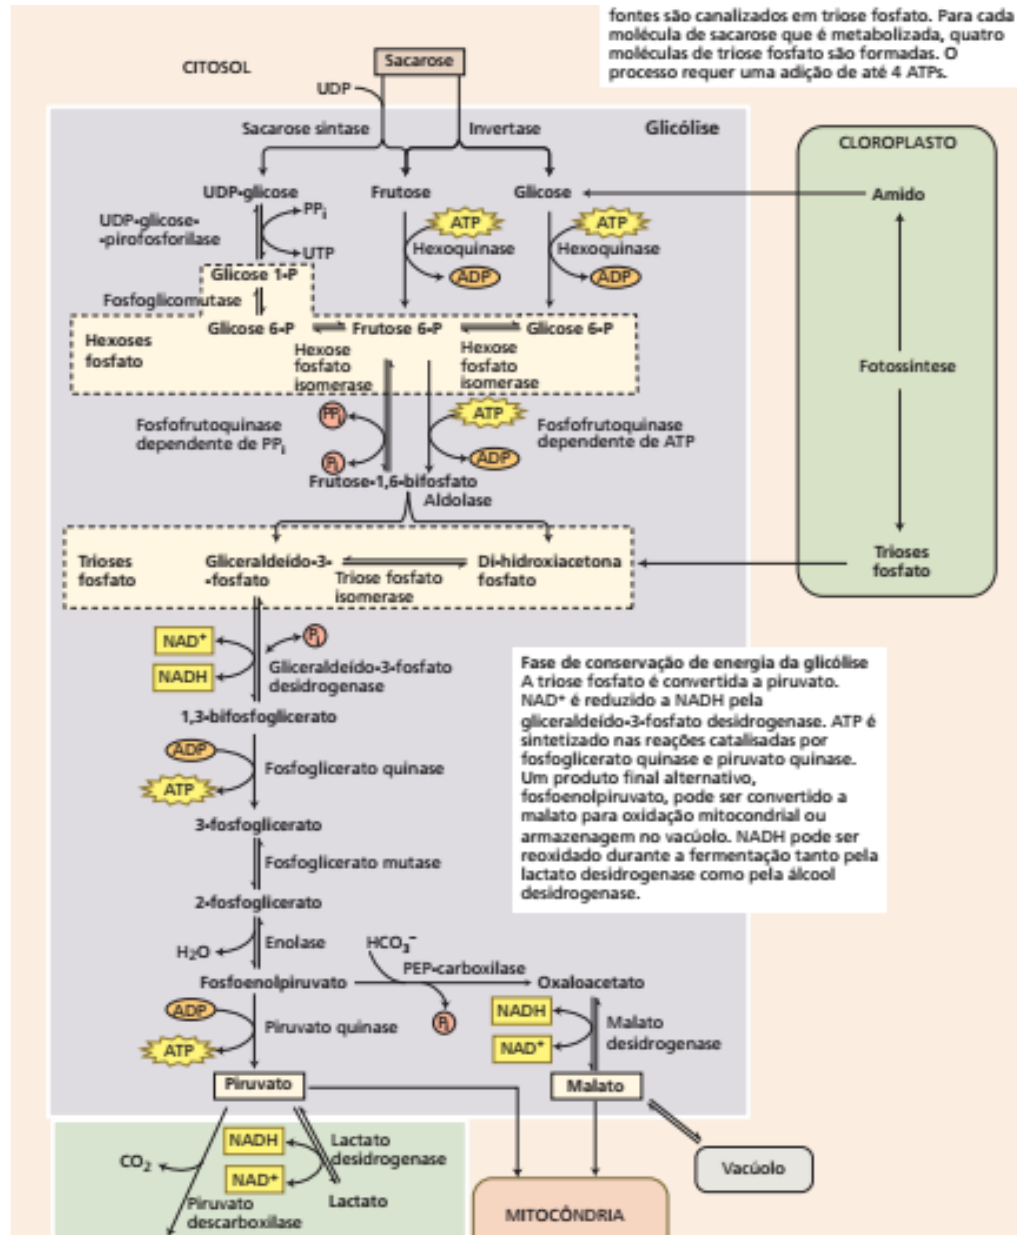 fontes são canalizados em triose fosfato. Para cada
molécula de sacarose que é metabolizada, quatro
moléculas de triose fosfato são formadas. O
processo requer uma adição de até 4 ATPs.
CITOSOL
Sacarose
UDP
Sacarose sintase
Invertase
Glicólise
CLOROPLASTO
UDP-glicose
Frutose
Glicose
Amido
UDP-glicose-
-pirofosforilase
PPi
UTP
ATP
Hexoquinase
ADP
ATP
Hexoquinase
ADP
Glicose 1-P
Fosfoglicomutase
Glicose 6-P
Frutose 6-P
Glicose 6-P
Hexoses
fosfato
Hexose
fosfato
isomerase
Hexose
fosfato
isomerase
Fotossíntese
PPi
Pi
Fosfofrutoquinase
dependente de PPi
ATP
ADP
Fosfofrutoquinase
dependente de ATP
Frutose-1,6-bifosfato
Aldolase
Trioses
fosfato
Gliceraldeído-3-
-fosfato
Triose fosfato
isomerase
Di-hidroxiacetona
fosfato
Trioses
fosfato
NAD+
NADH
Pi
Gliceraldeído-3-fosfato
desidrogenase
1,3-bifosfoglicerato
Fase de conservação de energia da glicólise
A triose fosfato é convertida a piruvato.
NAD+ é reduzido a NADH pela
gliceraldeído-3-fosfato desidrogenase. ATP é
sintetizado nas reações catalisadas por
fosfoglicerato quinase e piruvato quinase.
Um produto final alternativo,
fosfoenolpiruvato, pode ser convertido a
malato para oxidação mitocondrial ou
armazenagem no vacúolo. NADH pode ser
reoxidado durante a fermentação tanto pela
lactato desidrogenase como pela álcool
desidrogenase.
ADP
ATP
Fosfoglicerato quinase
3-fosfoglicerato
Fosfoglicerato mutase
2-fosfoglicerato
H2O
Enolase
HCO3−
PEP-carboxilase
Fosfoenolpiruvato
Oxaloacetato
Pi
ADP
ATP
Piruvato quinase
NADH
NAD+
Malato
desidrogenase
Piruvato
Malato
Vacúolo
CO2
NADH
NAD+
Lactato
desidrogenase
Lactato
Piruvato
descarboxilase
MITOCÔNDRIA